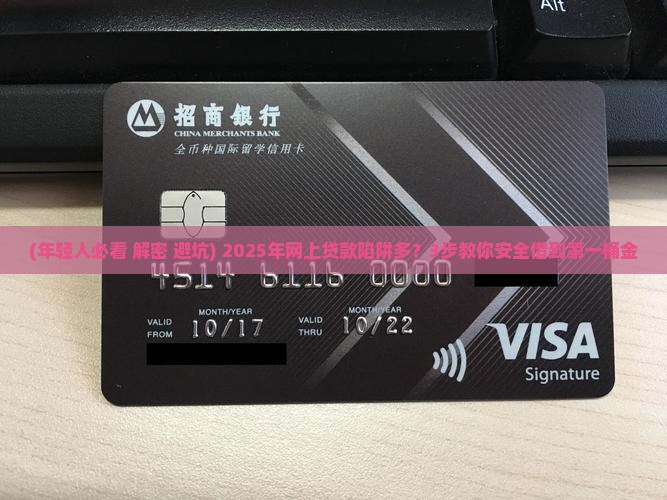 Alt
招商銀行
CHINA MERCHANTS BANK
全币种国际留学信用卡
(年轻人必看 解密 避坑) 2025年网上贷款陷阱多？3步教你安全借到第一桶金
4514 6116 0000
MONTH/YEAR MONTH/YEAR
VALID FROM 10/17 VALID THRU 10/22
VISA
Signature